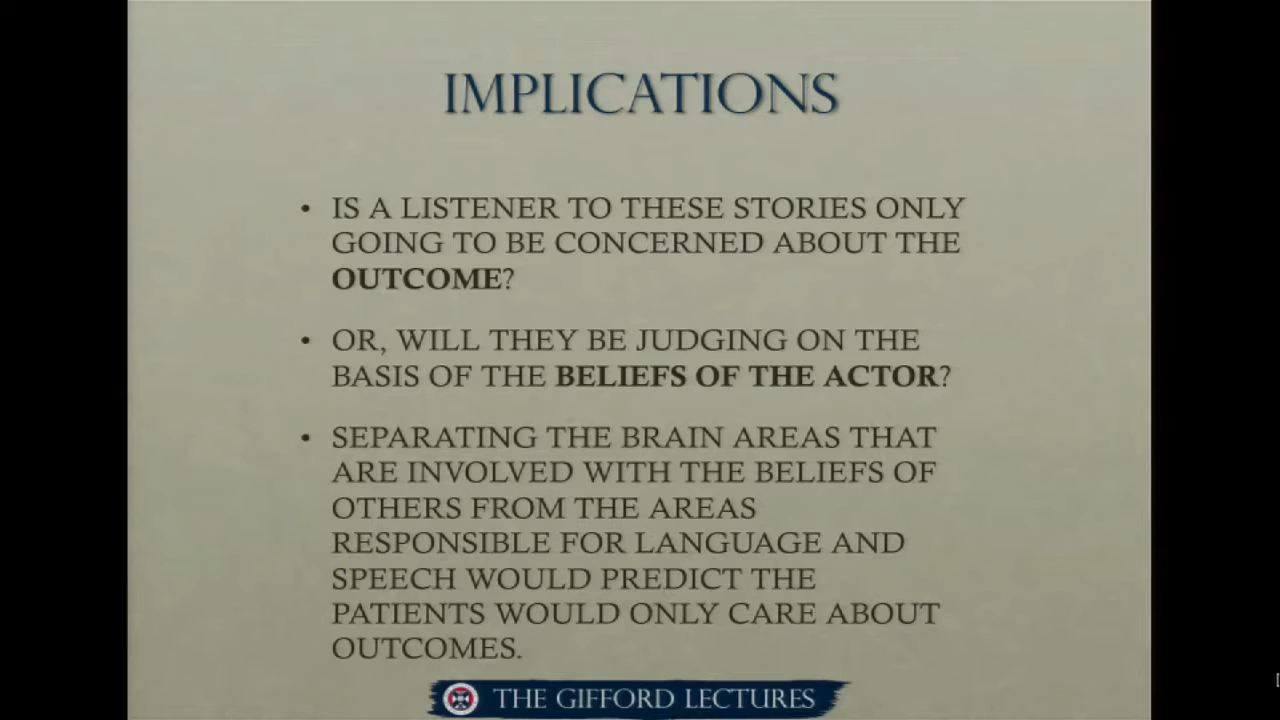 IMPLICATIONS
• IS A LISTENER TO THESE STORIES ONLY
GOING TO BE CONCERNED ABOUT THE
OUTCOME?
• OR, WILL THEY BE JUDGING ON THE
BASIS OF THE BELIEFS OF THE ACTOR?
• SEPARATING THE BRAIN AREAS THAT
ARE INVOLVED WITH THE BELIEFS OF
OTHERS FROM THE AREAS
RESPONSIBLE FOR LANGUAGE AND
SPEECH WOULD PREDICT THE
PATIENTS WOULD ONLY CARE ABOUT
OUTCOMES.
THE GIFFORD LECTURES